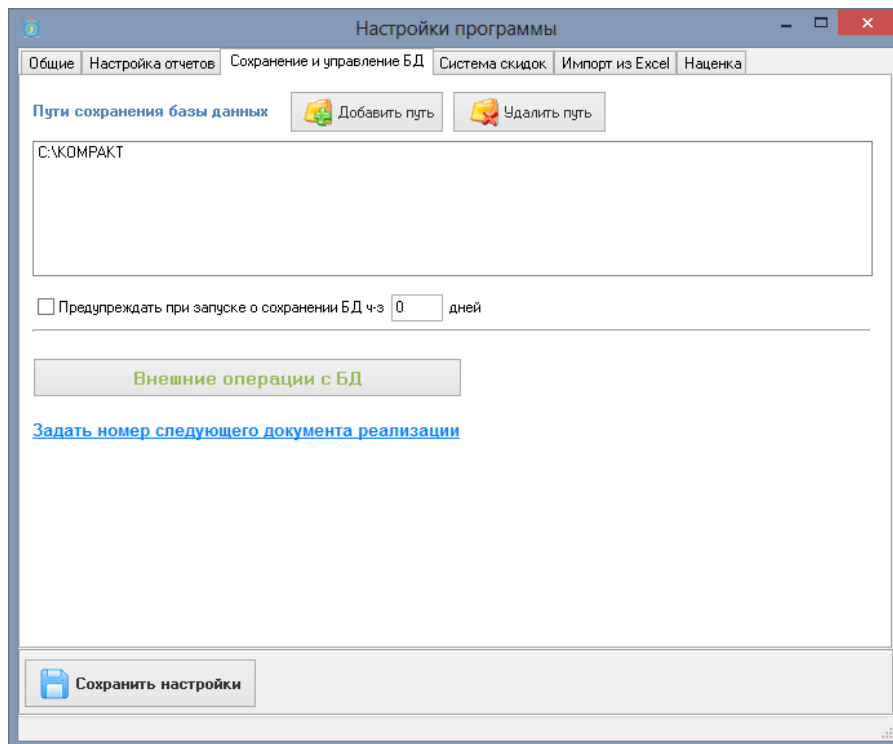 Настройки программы
Общие Настройка отчетов Сохранение и управление БД Система скидок Импорт из Excel Наценка
Пути сохранения базы данных Добавить путь Удалить путь
C:\KOMPAKT
Предупреждать при запуске о сохранении БД ч-з 0 дней
Внешние операции с БД
Задать номер следующего документа реализации
Сохранить настройки